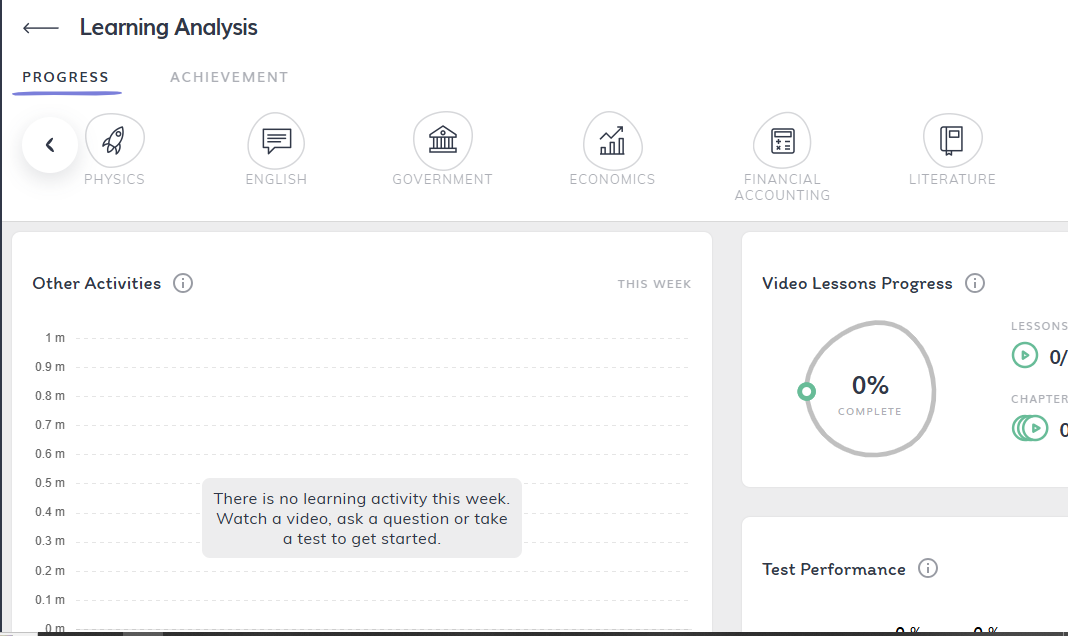 Learning Analysis
PROGRESS
ACHIEVEMENT
PHYSICS
ENGLISH
GOVERNMENT
ECONOMICS
FINANCIAL
ACCOUNTING
LITERATURE
Other Activities
THIS WEEK
1 m
0.9 m
0.8 m
0.7 m
0.6 m
0.5 m
0.4 m
0.3 m
0.2 m
0.1 m
0 m
There is no learning activity this week.
Watch a video, ask a question or take
a test to get started.
Video Lessons Progress
0%
COMPLETE
LESSONS
0/
CHAPTER
0
Test Performance
0 %
0 %